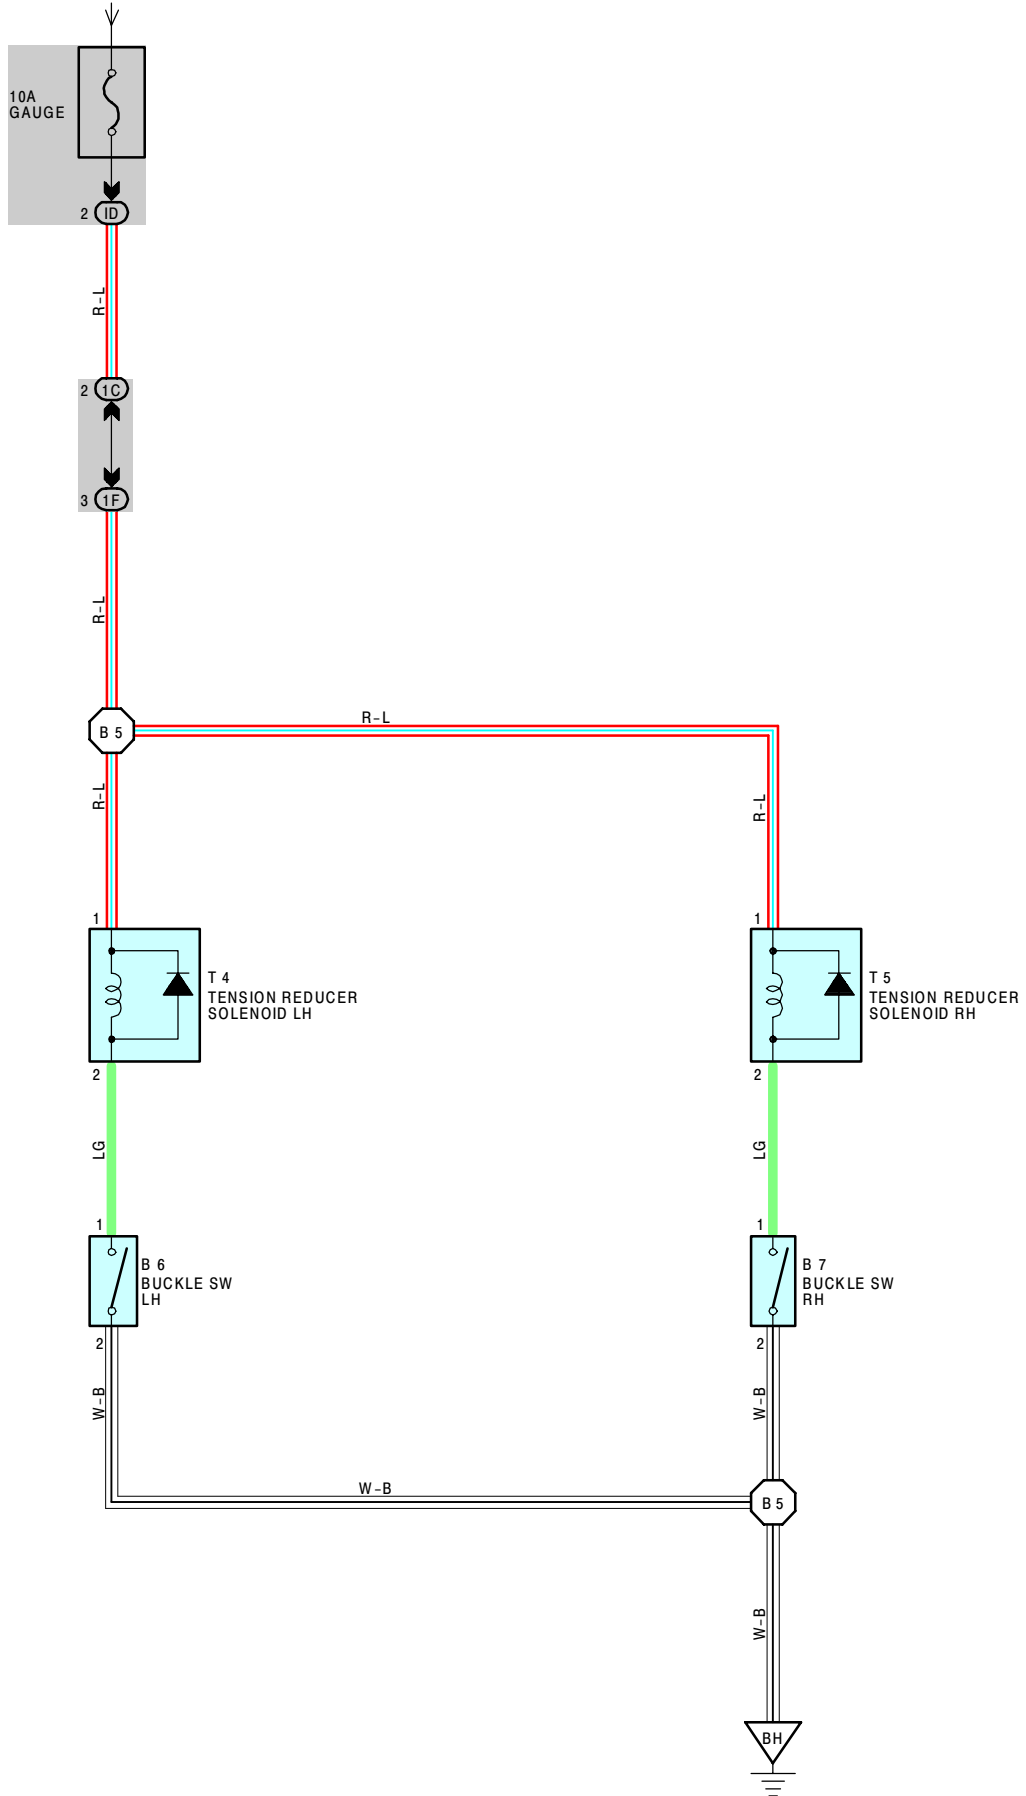 10A
GAUGE
2 ID
R-L
2 1C
3 1F
R-L
B 5
R-L
R-L
R-L
1
1
T 4
TENSION REDUCER
SOLENOID LH
T 5
TENSION REDUCER
SOLENOID RH
2
2
LG
LG
1
1
B 6
BUCKLE SW
LH
B 7
BUCKLE SW
RH
2
2
W-B
W-B
W-B
B 5
W-B
BH